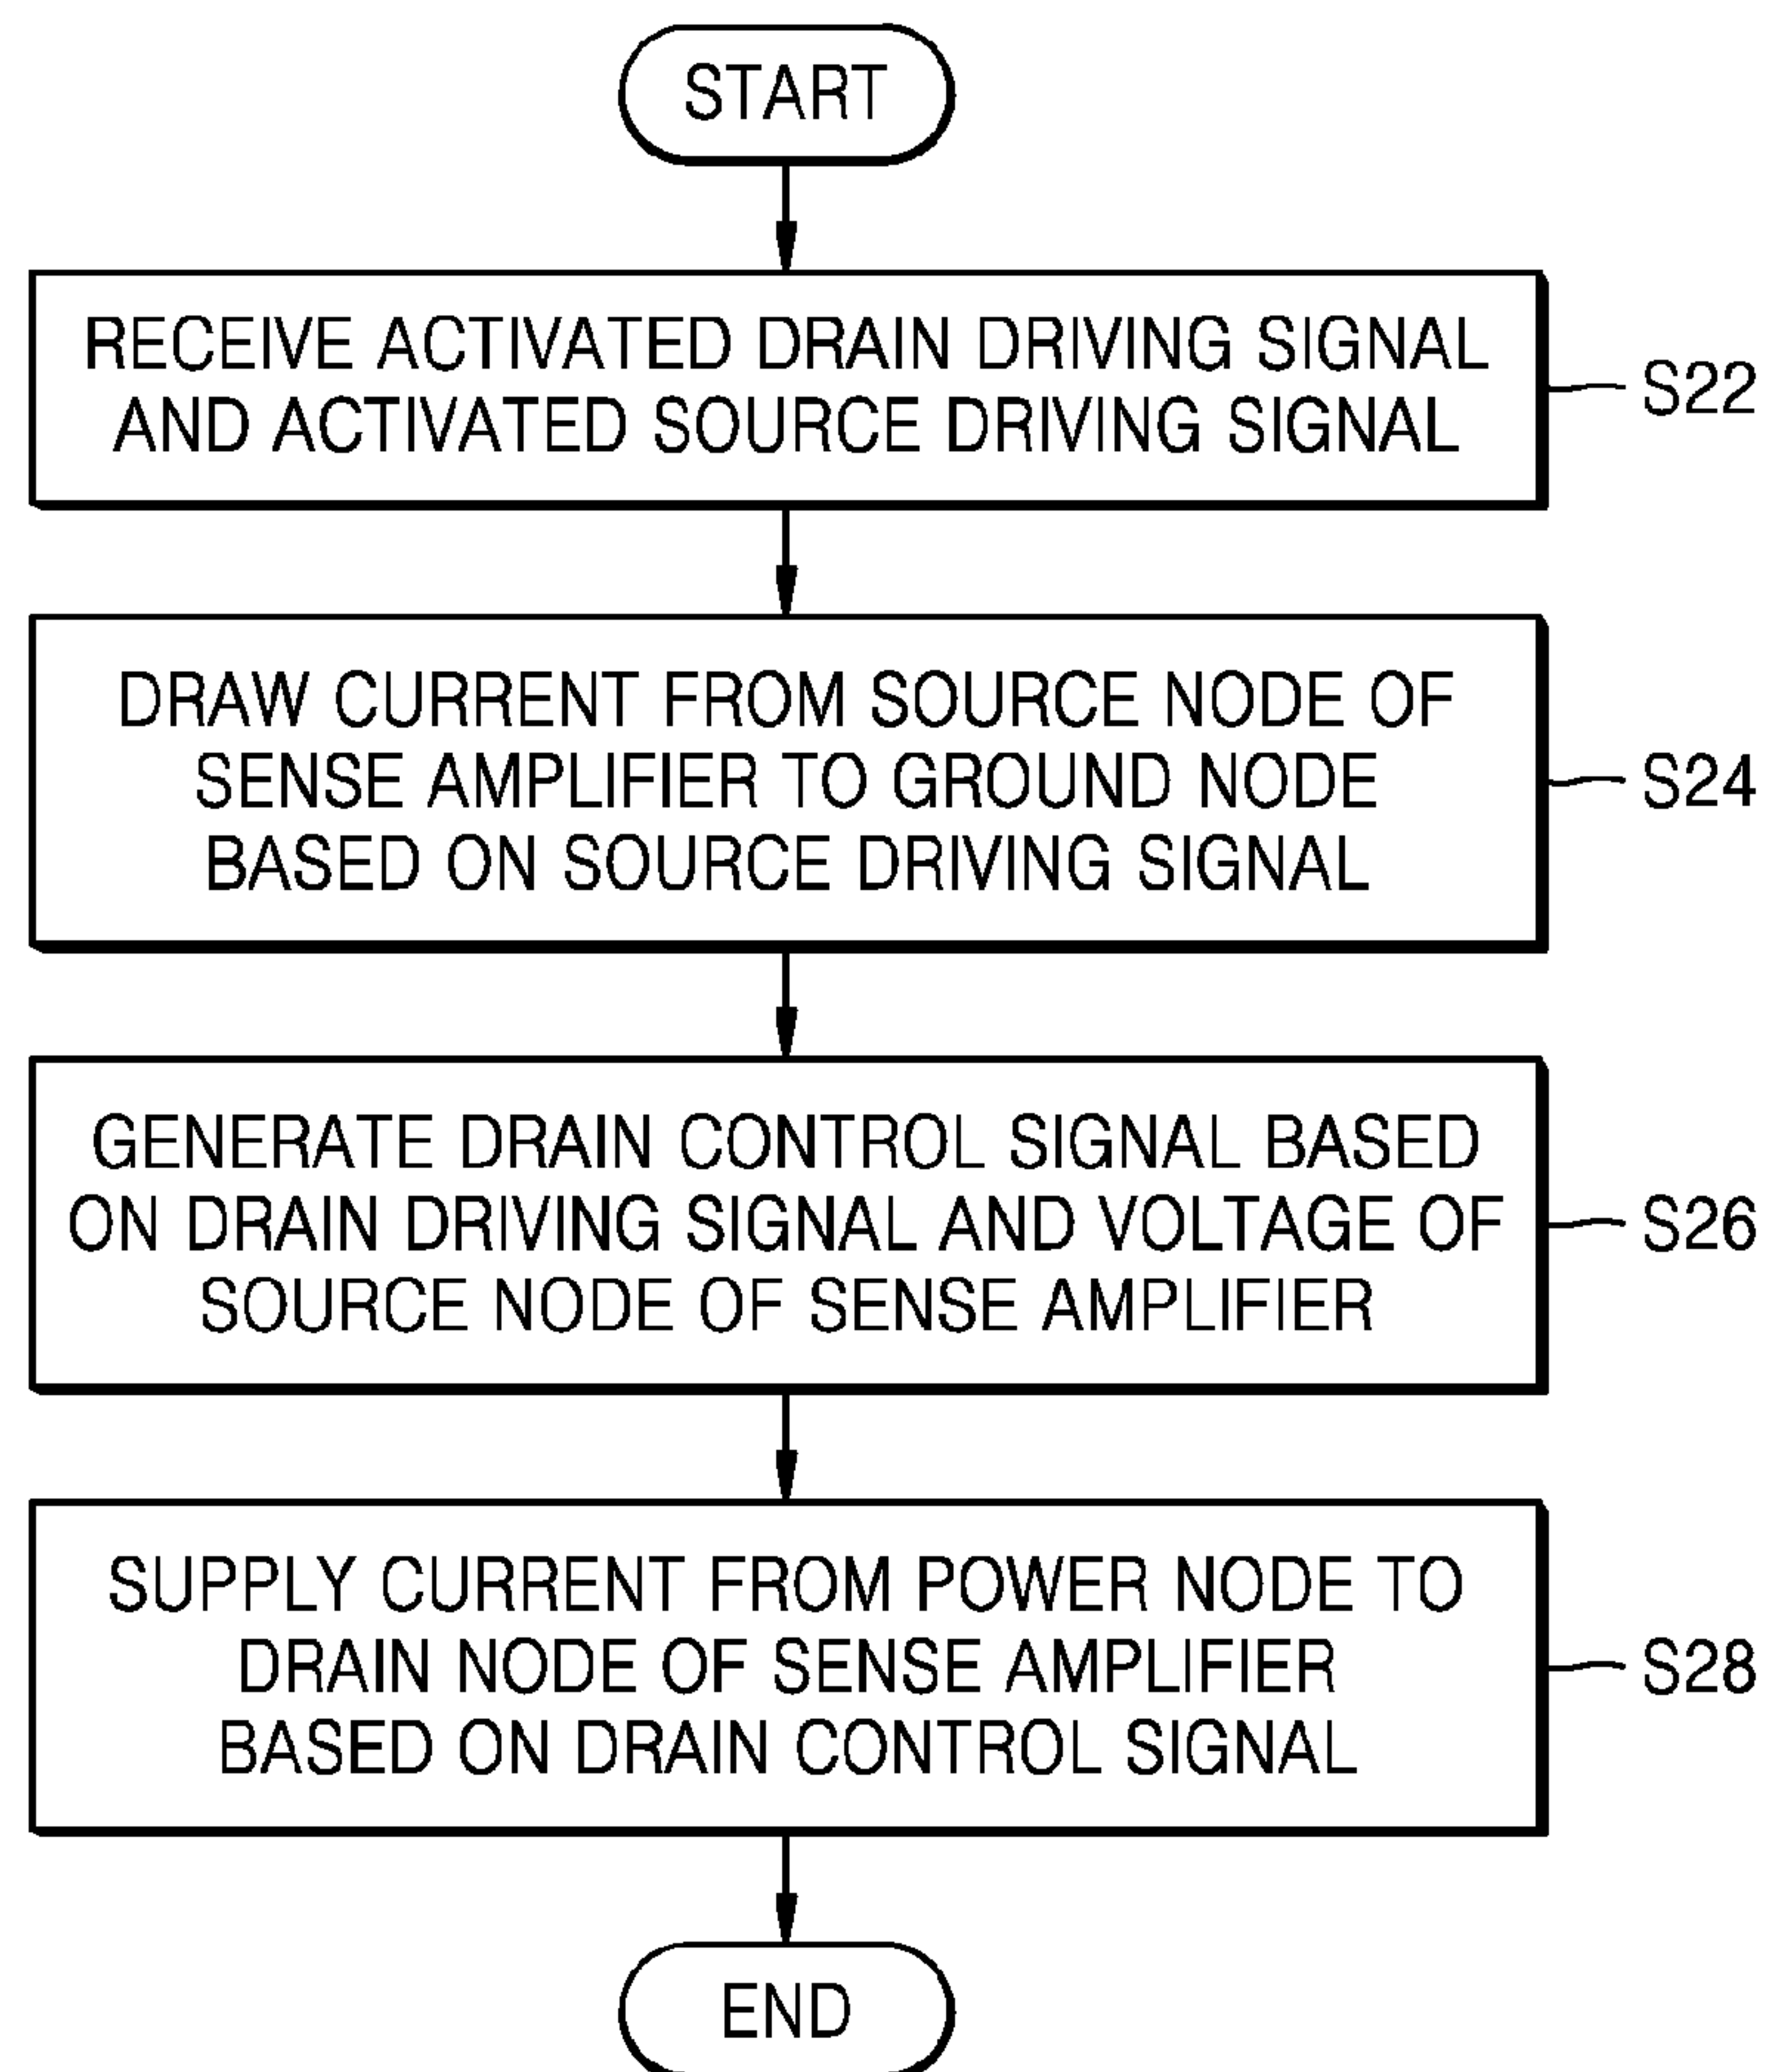 START
RECEIVE ACTIVATED DRAIN DRIVING SIGNAL
AND ACTIVATED SOURCE DRIVING SIGNAL
S22
DRAW CURRENT FROM SOURCE NODE OF
SENSE AMPLIFIER TO GROUND NODE
BASED ON SOURCE DRIVING SIGNAL
S24
GENERATE DRAIN CONTROL SIGNAL BASED
ON DRAIN DRIVING SIGNAL AND VOLTAGE OF
SOURCE NODE OF SENSE AMPLIFIER
S26
SUPPLY CURRENT FROM POWER NODE TO
DRAIN NODE OF SENSE AMPLIFIER
BASED ON DRAIN CONTROL SIGNAL
S28
END